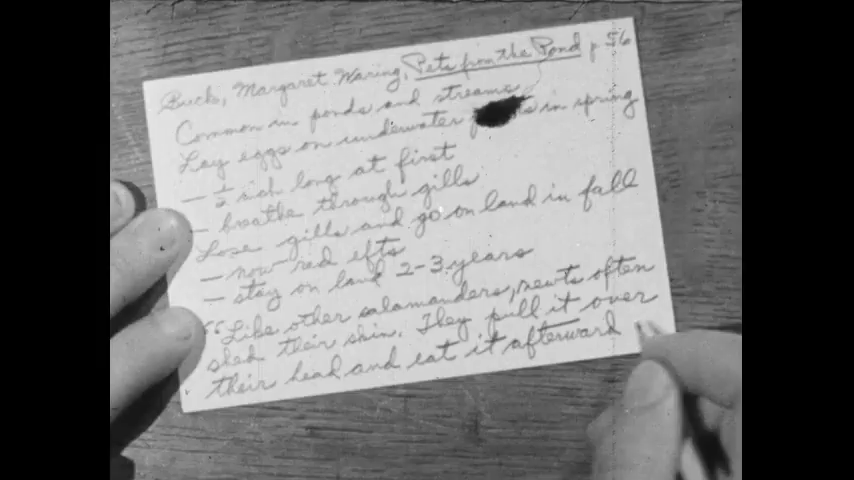 Buck, Margaret Waring, Pets from the Pond p. 56
Common in ponds and streams
Lay eggs on underwater in spring
— ½ inch long at first
— breathe through gills
Lose gills and go on land in fall
— now red efts
— stay on land 2-3 years
"Like other salamanders, newts often
shed their skin. They pull it over
their head and eat it afterward